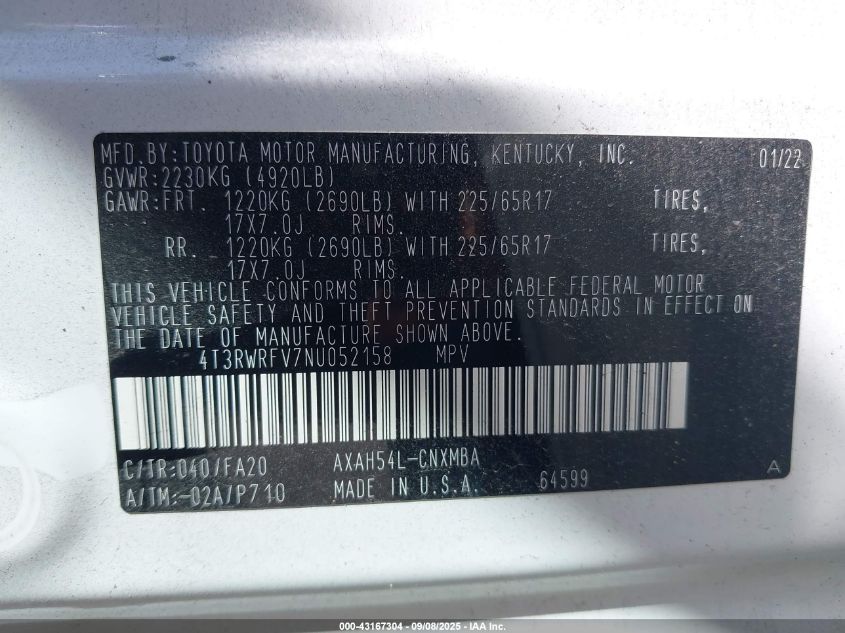 MFD.BY:TOYOTA MOTOR MANUFACTURING, KENTUCKY, INC. 01/22
GVWR:2230KG (4920LB)
GAWR:FRT. 1220KG (2690LB) WITH 225/65R17 TIRES,
17X7.0J RIMS.
RR. 1220KG (2690LB) WITH 225/65R17 TIRES,
17X7.0J RIMS.
THIS VEHICLE CONFORMS TO ALL APPLICABLE FEDERAL MOTOR
VEHICLE SAFETY AND THEFT PREVENTION STANDARDS IN EFFECT ON
THE DATE OF MANUFACTURE SHOWN ABOVE.
4T3RWRFV7NU052158 MPV
C/TR:040/FA20 AXAH54L-CNXMBA A
A/TM:-02A/P710 MADE IN U.S.A. 64599
000-43167304 - 09/08/2025 - IAA Inc.